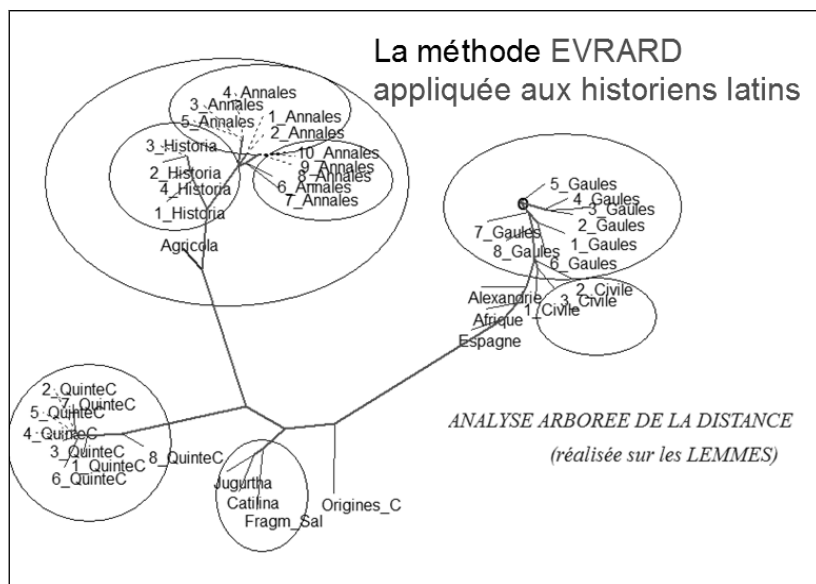 La méthode EVRARD
appliquée aux historiens latins
4_Annales
3_Annales
5_Annales
1_Annales
2_Annales
3_Historia
10_Annales
9_Annales
2_Historia
8_Annales
4_Historia
6_Annales
7_Annales
1_Historia
Agricola
5_Gaules
4_Gaules
3_Gaules
7_Gaules
2_Gaules
8_Gaules
1_Gaules
6_Gaules
Alexandrie
2_Civile
3_Civile
1_Civile
Afrique
Espagne
2_QuinteC
7_QuinteC
5_QuinteC
4_QuinteC
3_QuinteC
8_QuinteC
1_QuinteC
6_QuinteC
Jugurtha
Catilina
Fragm_Sal
Origines_C
ANALYSE ARBOREE DE LA DISTANCE
(réalisée sur les LEMMES)